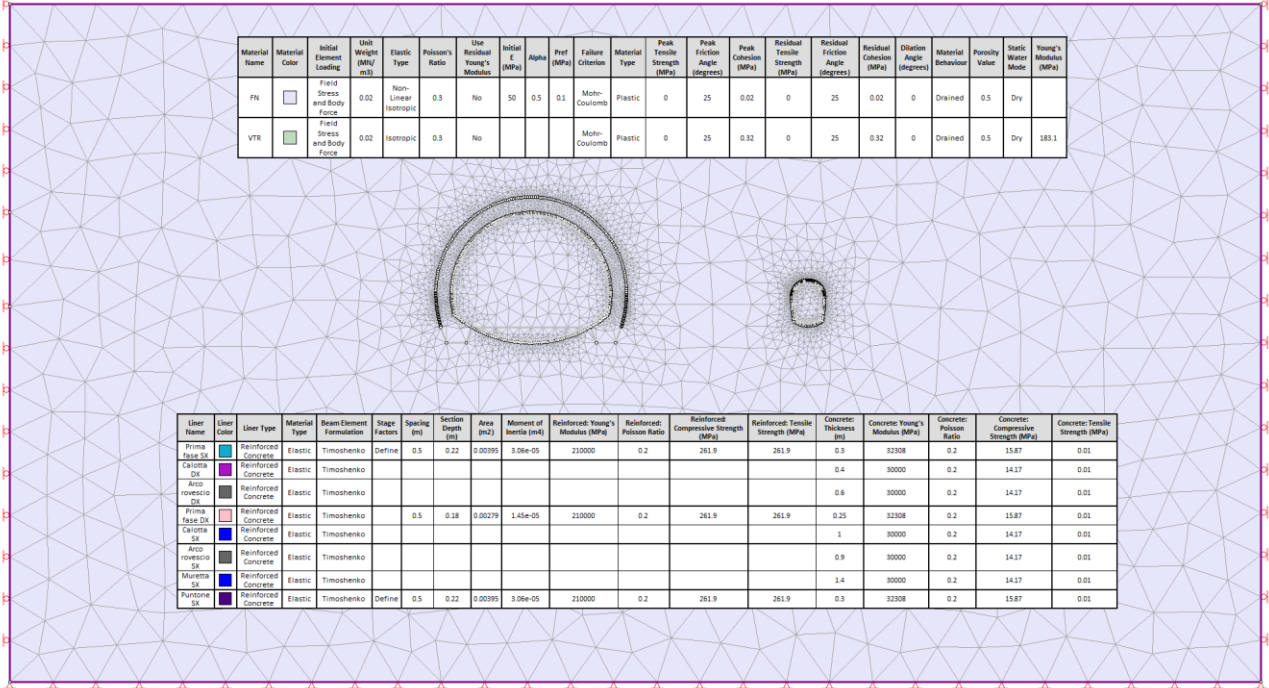 Material Name | Material Color | Initial Element Loading | Unit Weight (MN/m3) | Elastic Type | Poisson's Ratio | Use Residual Young's Modulus | Initial E (MPa) | Alpha | Pref (MPa) | Failure Criterion | Material Type | Peak Tensile Strength (MPa) | Peak Friction Angle (degrees) | Peak Cohesion (MPa) | Residual Tensile Strength (MPa) | Residual Friction Angle (degrees) | Residual Cohesion (MPa) | Dilation Angle (degrees) | Material Behaviour | Porosity Value | Static Water Mode | Young's Modulus (MPa)
FN | Field Stress and Body Force | 0.02 | Non-Linear Isotropic | 0.3 | No | 50 | 0.5 | 0.1 | Mohr-Coulomb | Plastic | 0 | 25 | 0.02 | 0 | 25 | 0.02 | 0 | Drained | 0.5 | Dry
VTR | Field Stress and Body Force | 0.02 | Isotropic | 0.3 | No | Mohr-Coulomb | Plastic | 0 | 25 | 0.32 | 0 | 25 | 0.32 | 0 | Drained | 0.5 | Dry | 183.1
Liner Name | Liner Color | Liner Type | Material Type | Beam Element Formulation | Stage Factors | Spacing (m) | Section Depth (m) | Area (m2) | Moment of Inertia (m4) | Reinforced: Young's Modulus (MPa) | Reinforced: Poisson Ratio | Reinforced: Compressive Strength (MPa) | Reinforced: Tensile Strength (MPa) | Concrete: Thickness (m) | Concrete: Young's Modulus (MPa) | Concrete: Poisson Ratio | Concrete: Compressive Strength (MPa) | Concrete: Tensile Strength (MPa)
Prima fase SX | Reinforced Concrete | Elastic | Timoshenko | Define | 0.5 | 0.22 | 0.00395 | 3.06e-05 | 210000 | 0.2 | 261.9 | 261.9 | 0.3 | 32308 | 0.2 | 15.87 | 0.01
Calotta DX | Reinforced Concrete | Elastic | Timoshenko | 0.4 | 30000 | 0.2 | 14.17 | 0.01
Arco rovescio DX | Reinforced Concrete | Elastic | Timoshenko | 0.6 | 30000 | 0.2 | 14.17 | 0.01
Prima fase DX | Reinforced Concrete | Elastic | Timoshenko | 0.5 | 0.18 | 0.00279 | 1.45e-05 | 210000 | 0.2 | 261.9 | 261.9 | 0.25 | 32308 | 0.2 | 15.87 | 0.01
Calotta SX | Reinforced Concrete | Elastic | Timoshenko | 1 | 30000 | 0.2 | 14.17 | 0.01
Arco rovescio SX | Reinforced Concrete | Elastic | Timoshenko | 0.9 | 30000 | 0.2 | 14.17 | 0.01
Muretta SX | Reinforced Concrete | Elastic | Timoshenko | 1.4 | 30000 | 0.2 | 14.17 | 0.01
Puntone SX | Reinforced Concrete | Elastic | Timoshenko | Define | 0.5 | 0.22 | 0.00395 | 3.06e-05 | 210000 | 0.2 | 261.9 | 261.9 | 0.3 | 32308 | 0.2 | 15.87 | 0.01